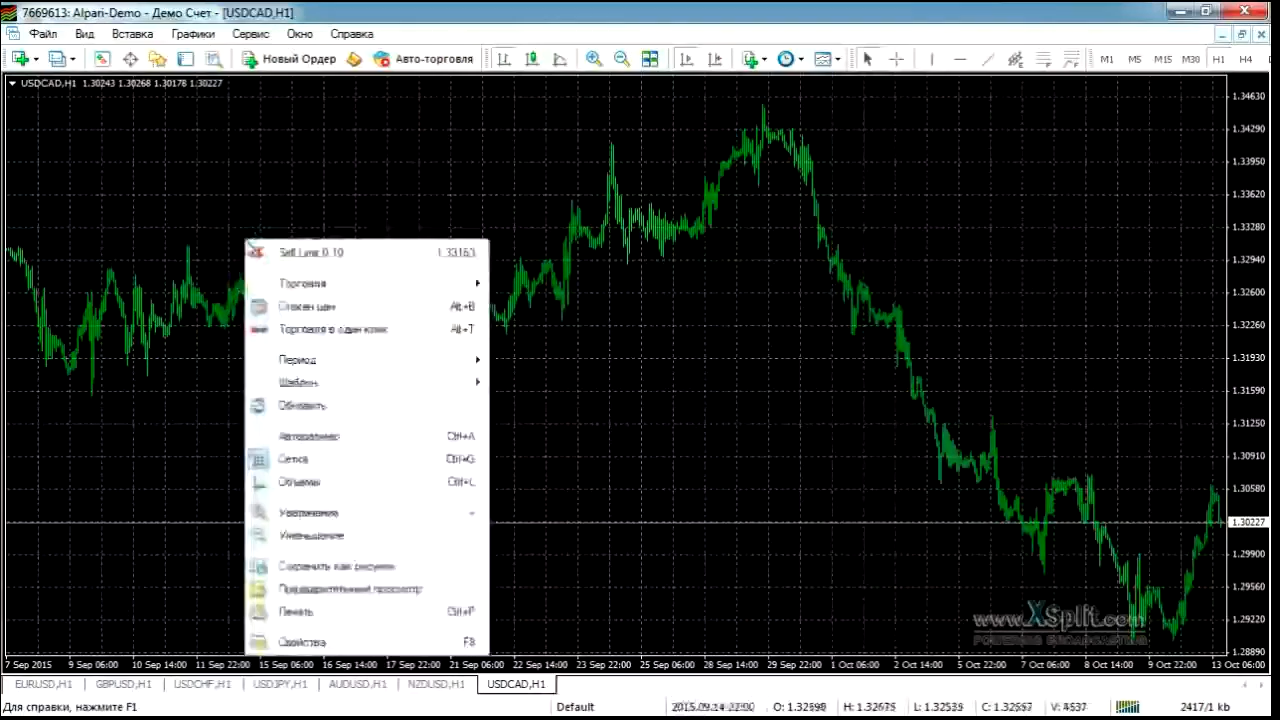 7669613: Alpari-Demo - Демо Счет - [USDCAD,H1]
Файл Вид Вставка Графики Сервис Окно Справка
Новый Ордер Авто-торговля M1 M5 M15 M30 H1 H4
USDCAD,H1 1.30243 1.30268 1.30178 1.30227
1.34630
1.34290
1.33950
1.33620
1.33280
1.32940
1.32600
1.32260
1.31930
1.31590
1.31250
1.30910
1.30580
1.30227
1.29900
1.29560
1.29220
1.28890
Sell Limit 0.10 1.33163
Торговля
Стакан цен Alt+B
Торговля в один клик Alt+T
Период
Шаблон
Обновить
Ctrl+A
Сетка Ctrl+G
Объемы Ctrl+L
Увеличение
Уменьшение
Сохранить как рисунок
Предварительный просмотр
Печать Ctrl+P
Свойства F8
www.XSplit.com
7 Sep 2015 9 Sep 06:00 10 Sep 14:00 11 Sep 22:00 15 Sep 06:00 16 Sep 14:00 17 Sep 22:00 21 Sep 06:00 22 Sep 14:00 23 Sep 22:00 25 Sep 06:00 28 Sep 14:00 29 Sep 22:00 1 Oct 06:00 2 Oct 14:00 5 Oct 22:00 7 Oct 06:00 8 Oct 14:00 9 Oct 22:00 13 Oct 06:00
EURUSD,H1 GBPUSD,H1 USDCHF,H1 USDJPY,H1 AUDUSD,H1 NZDUSD,H1 USDCAD,H1
Для справки, нажмите F1 Default O: H: L: C: V: 2417/1 kb